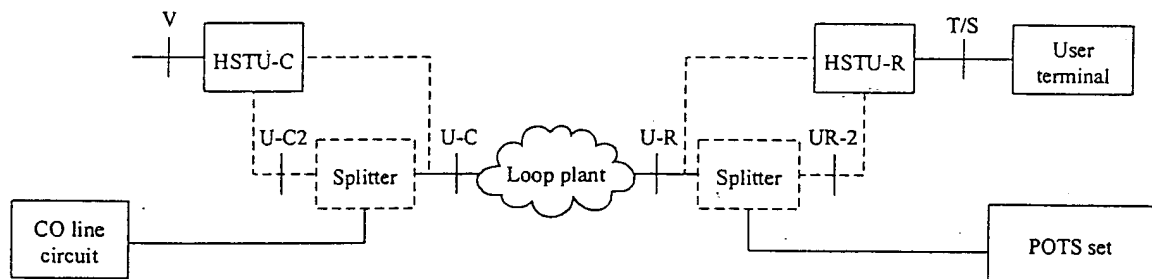 V
HSTU-C
T/S
HSTU-R
User
terminal
U-C2
U-C
U-R
UR-2
Splitter
Loop plant
Splitter
CO line
circuit
POTS set